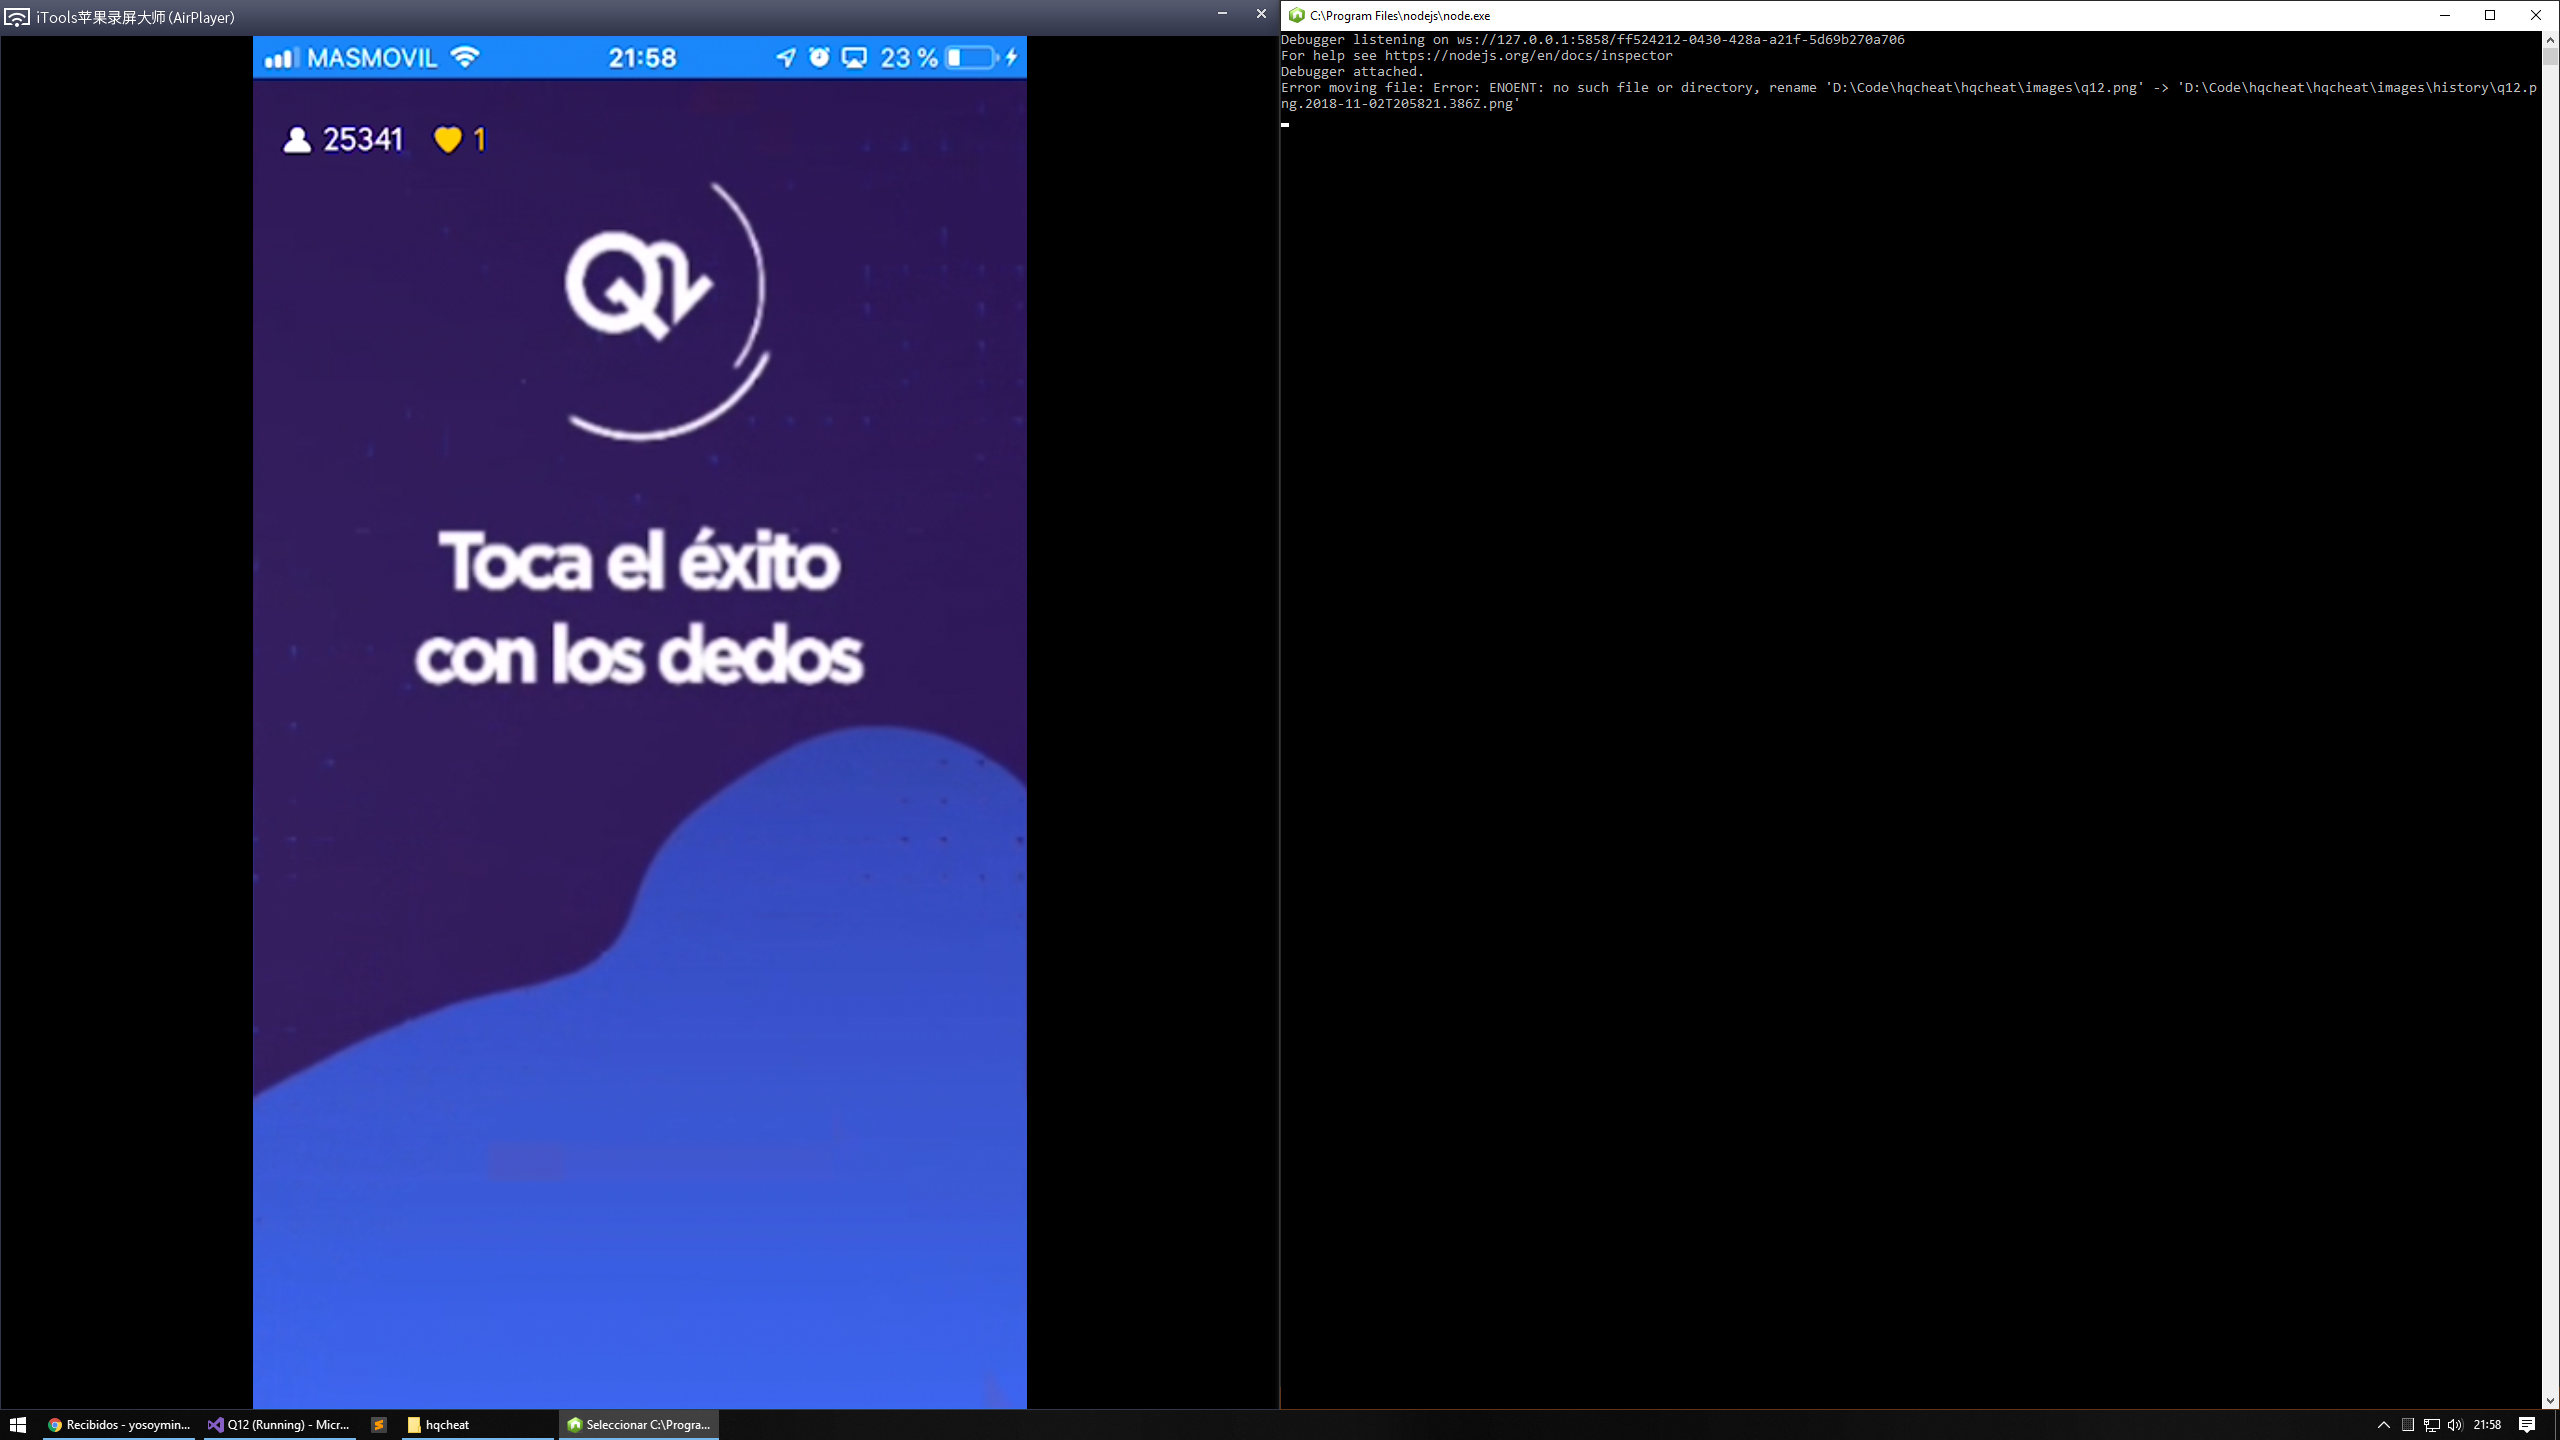 iTools苹果录屏大师 (AirPlayer)
MASMOVIL
21:58
23 %
25341
1
Q12
Toca el éxito
con los dedos
C:\Program Files\nodejs\node.exe
Debugger listening on ws://127.0.0.1:5858/ff524212-0430-428a-a21f-5d69b270a706
For help see https://nodejs.org/en/docs/inspector
Debugger attached.
Error moving file: Error: ENOENT: no such file or directory, rename 'D:\Code\hqcheat\hqcheat\images\q12.png' -> 'D:\Code\hqcheat\hqcheat\images\history\q12.p
ng.2018-11-02T205821.386Z.png'
Recibidos - yosoymin...
Q12 (Running) - Micr...
hqcheat
Seleccionar C:\Progra...
21:58